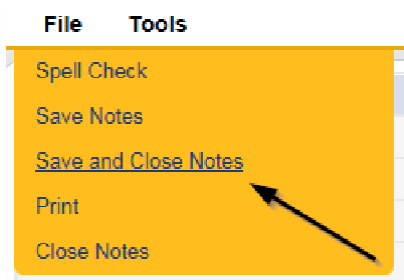 File Tools
Spell Check
Save Notes
Save and Close Notes
Print
Close Notes